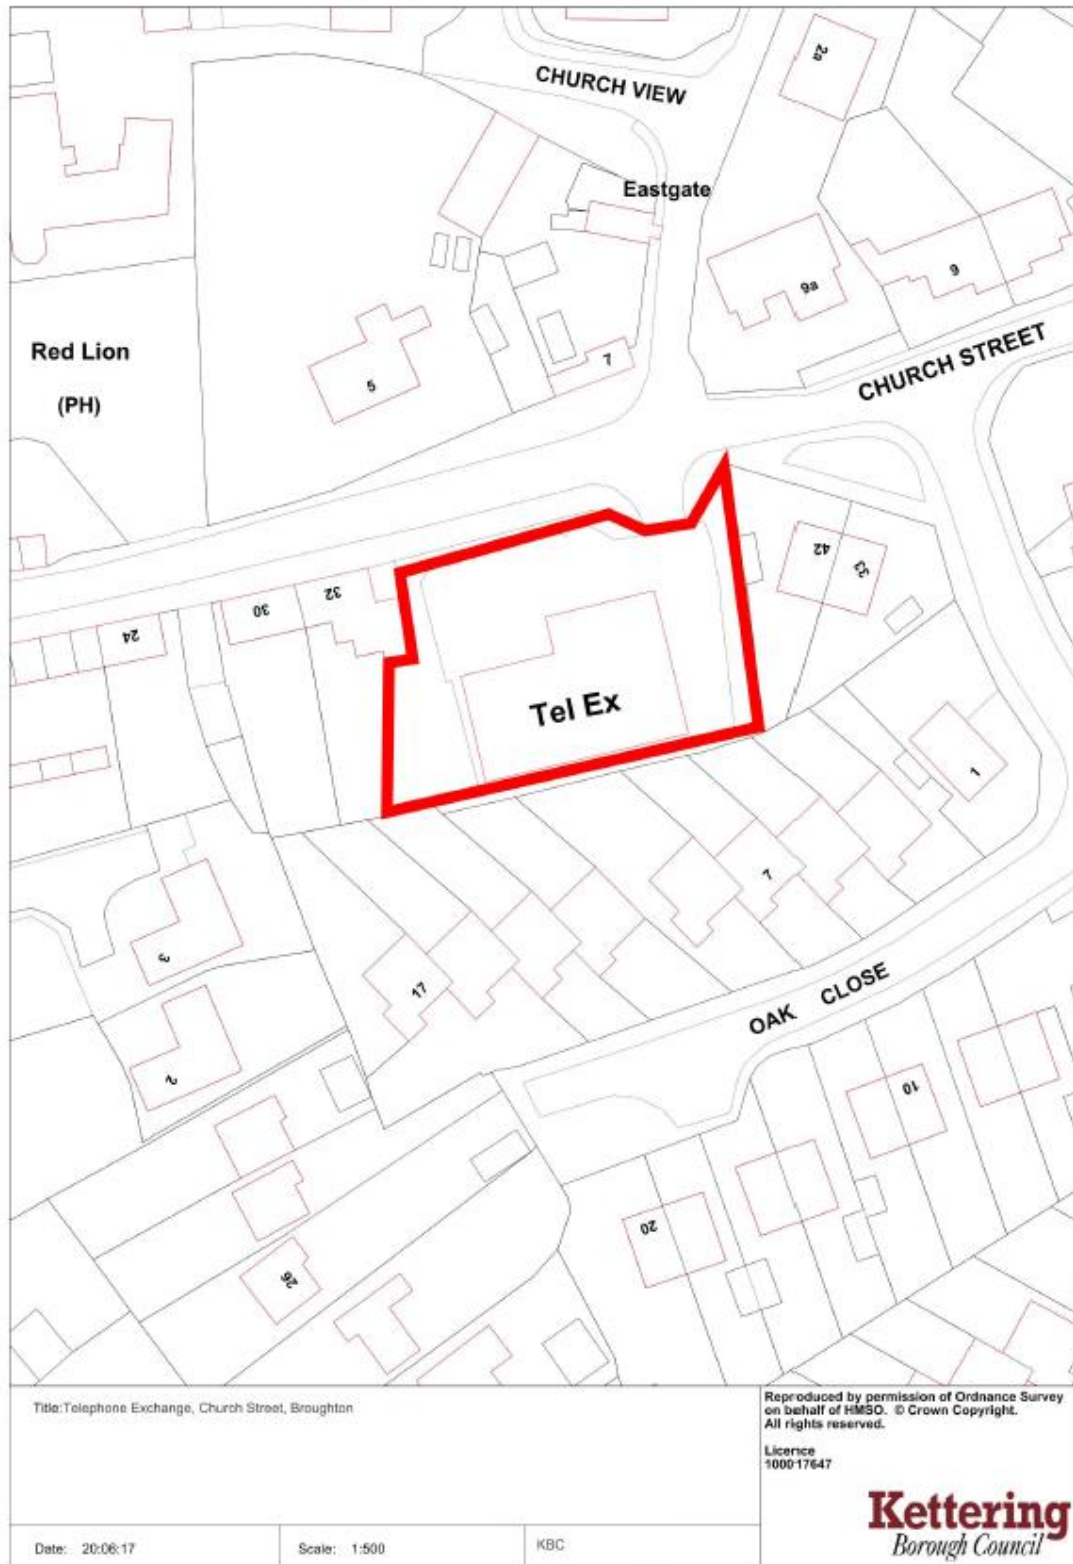 CHURCH VIEW
2a
Eastgate
9a
9
Red Lion
(PH)
5
7
CHURCH STREET
42
33
32
30
24
Tel Ex
1
7
3
17
OAK CLOSE
2
10
20
26
Title:Telephone Exchange, Church Street, Broughton
Reproduced by permission of Ordnance Survey
on behalf of HMSO. © Crown Copyright.
All rights reserved.
Licence
100017647
Date: 20:06:17
Scale: 1:500
KBC
Kettering
Borough Council